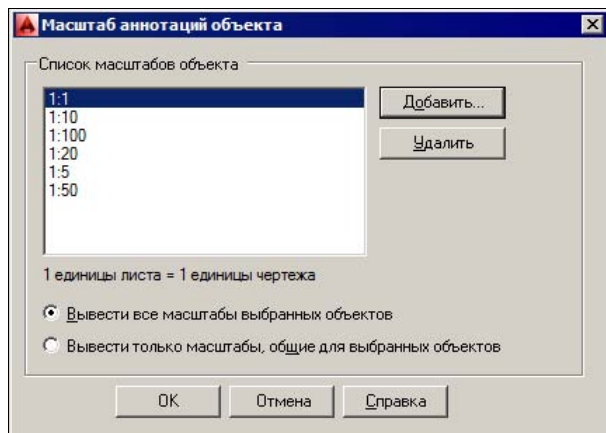 Масштаб аннотаций объекта
Список масштабов объекта
1:1
1:10
1:100
1:20
1:5
1:50
Добавить...
Удалить
1 единицы листа = 1 единицы чертежа
Вывести все масштабы выбранных объектов
Вывести только масштабы, общие для выбранных объектов
OK
Отмена
Справка